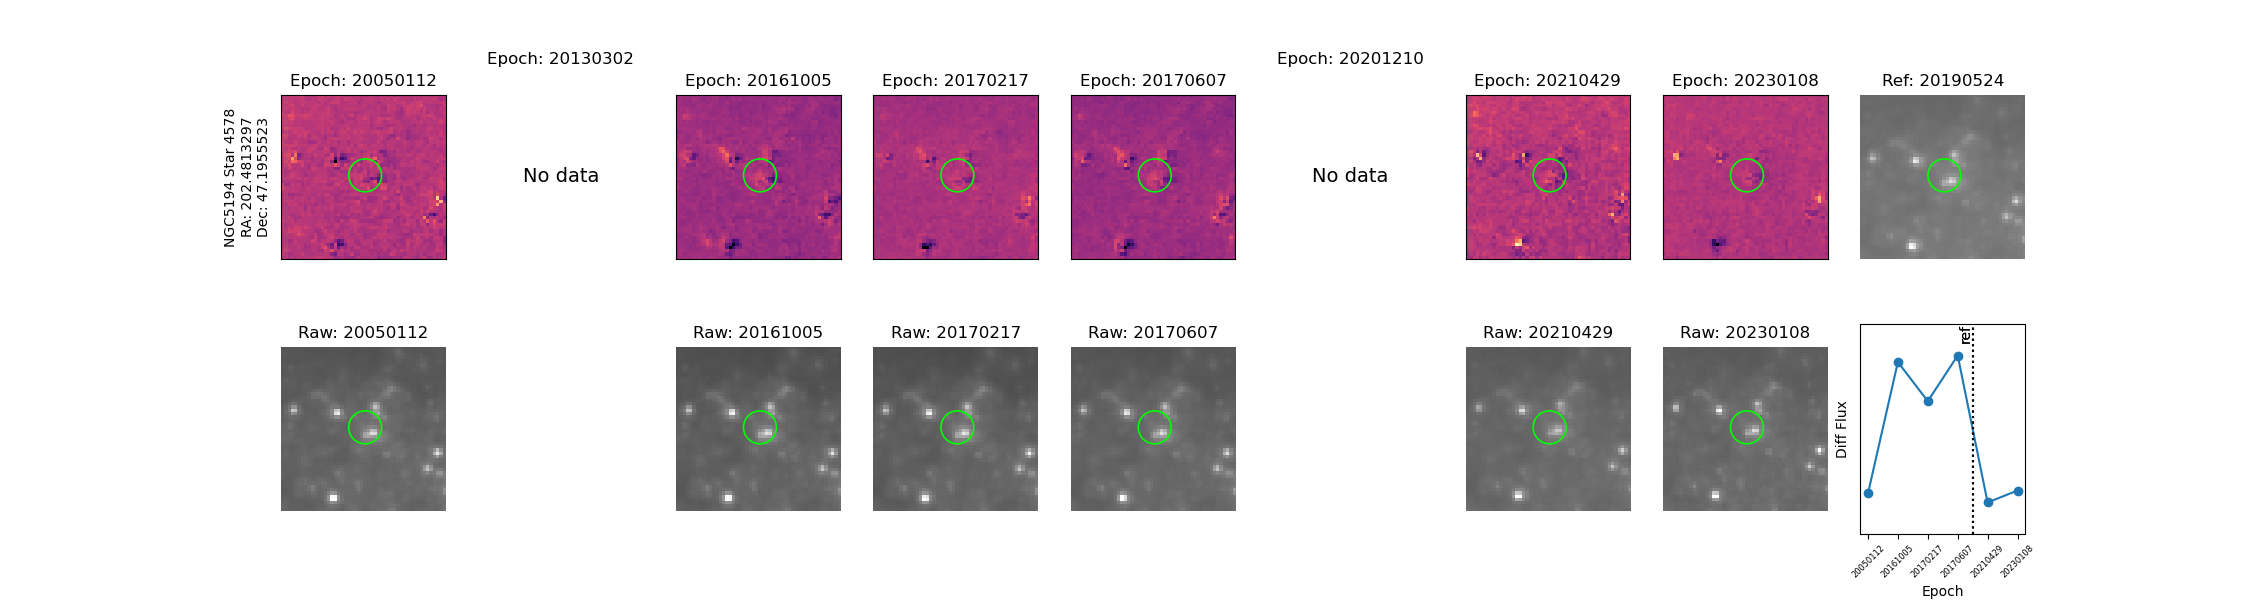 NGC5194 Star 4578
RA: 202.4813297
Dec: 47.1955523
Epoch: 20050112
Epoch: 20130302
No data
Epoch: 20161005
Epoch: 20170217
Epoch: 20170607
Epoch: 20201210
No data
Epoch: 20210429
Epoch: 20230108
Ref: 20190524
Raw: 20050112
Raw: 20161005
Raw: 20170217
Raw: 20170607
Raw: 20210429
Raw: 20230108
ref
Diff Flux
20050112
20161005
20170217
20170607
20210429
20230108
Epoch